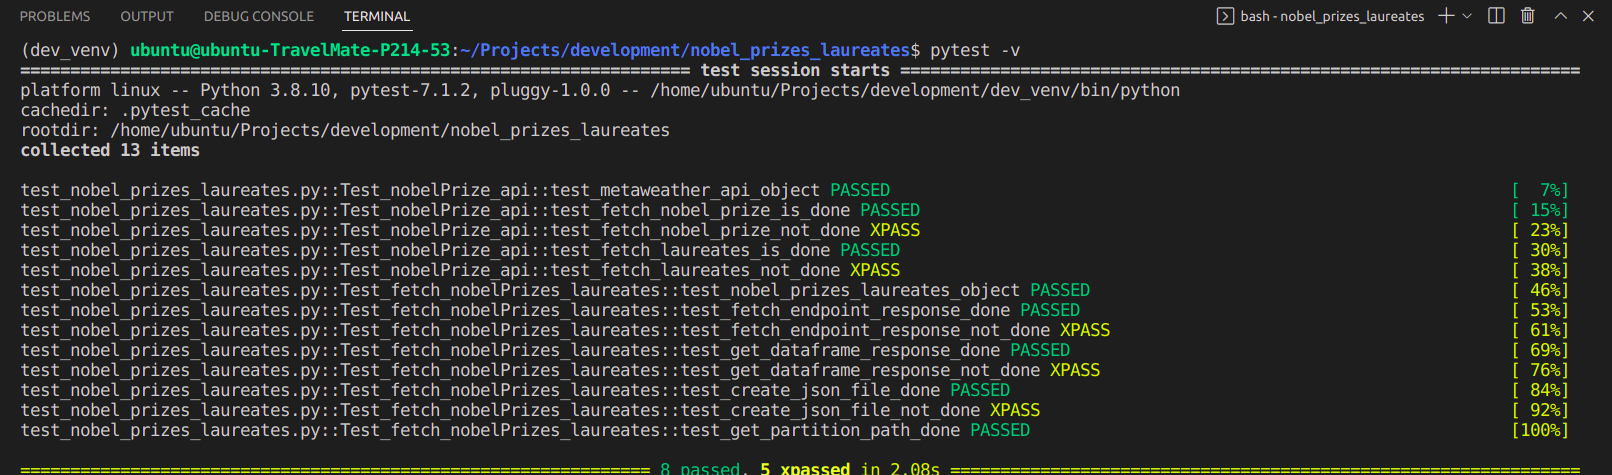 PROBLEMS OUTPUT DEBUG CONSOLE TERMINAL bash - nobel_prizes_laureates
(dev_venv) ubuntu@ubuntu-TravelMate-P214-53:~/Projects/development/nobel_prizes_laureates$ pytest -v
=================================================================== test session starts ====================================================================
platform linux -- Python 3.8.10, pytest-7.1.2, pluggy-1.0.0 -- /home/ubuntu/Projects/development/dev_venv/bin/python
cachedir: .pytest_cache
rootdir: /home/ubuntu/Projects/development/nobel_prizes_laureates
collected 13 items
test_nobel_prizes_laureates.py::Test_nobelPrize_api::test_metaweather_api_object PASSED [  7%]
test_nobel_prizes_laureates.py::Test_nobelPrize_api::test_fetch_nobel_prize_is_done PASSED [ 15%]
test_nobel_prizes_laureates.py::Test_nobelPrize_api::test_fetch_nobel_prize_not_done XPASS [ 23%]
test_nobel_prizes_laureates.py::Test_nobelPrize_api::test_fetch_laureates_is_done PASSED [ 30%]
test_nobel_prizes_laureates.py::Test_nobelPrize_api::test_fetch_laureates_not_done XPASS [ 38%]
test_nobel_prizes_laureates.py::Test_fetch_nobelPrizes_laureates::test_nobel_prizes_laureates_object PASSED [ 46%]
test_nobel_prizes_laureates.py::Test_fetch_nobelPrizes_laureates::test_fetch_endpoint_response_done PASSED [ 53%]
test_nobel_prizes_laureates.py::Test_fetch_nobelPrizes_laureates::test_fetch_endpoint_response_not_done XPASS [ 61%]
test_nobel_prizes_laureates.py::Test_fetch_nobelPrizes_laureates::test_get_dataframe_response_done PASSED [ 69%]
test_nobel_prizes_laureates.py::Test_fetch_nobelPrizes_laureates::test_get_dataframe_response_not_done XPASS [ 76%]
test_nobel_prizes_laureates.py::Test_fetch_nobelPrizes_laureates::test_create_json_file_done PASSED [ 84%]
test_nobel_prizes_laureates.py::Test_fetch_nobelPrizes_laureates::test_create_json_file_not_done XPASS [ 92%]
test_nobel_prizes_laureates.py::Test_fetch_nobelPrizes_laureates::test_get_partition_path_done PASSED [100%]
=============================================================== 8 passed, 5 xpassed in 2.08s ===============================================================